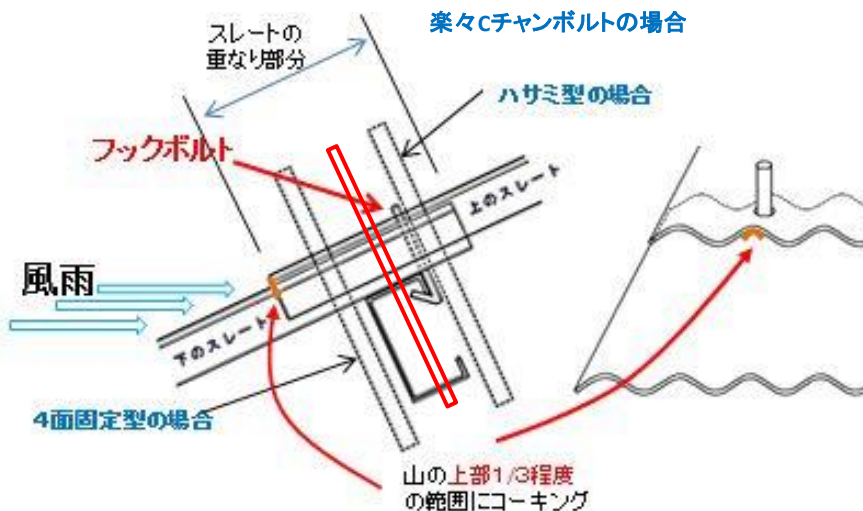 楽々Cチャンボルトの場合
スレートの
重なり部分
ハサミ型の場合
フックボルト
上のスレート
風雨
下のスレート
4面固定型の場合
山の上部1/3程度
の範囲にコーキング